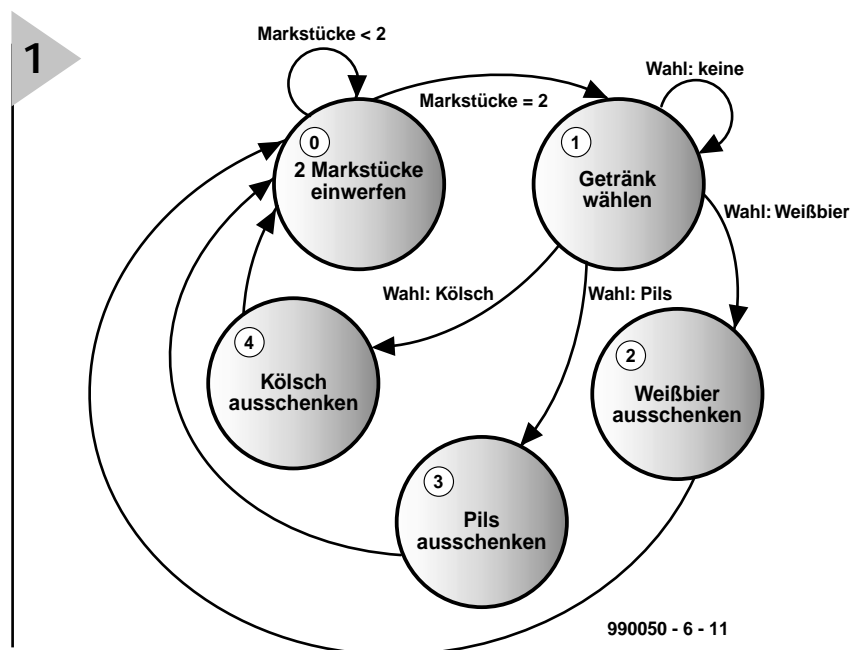 1
Markstücke < 2
Markstücke = 2
Wahl: keine
0
2 Markstücke
einwerfen
1
Getränk
wählen
Wahl: Weißbier
Wahl: Kölsch
Wahl: Pils
4
Kölsch
ausschenken
2
Weißbier
ausschenken
3
Pils
ausschenken
990050 - 6 - 11